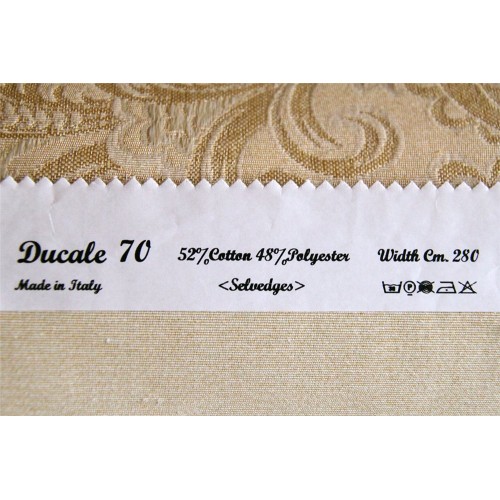 Ducale 70 52%Cotton 48%Polyester Width Cm. 280
Made in Italy <Selvedges>